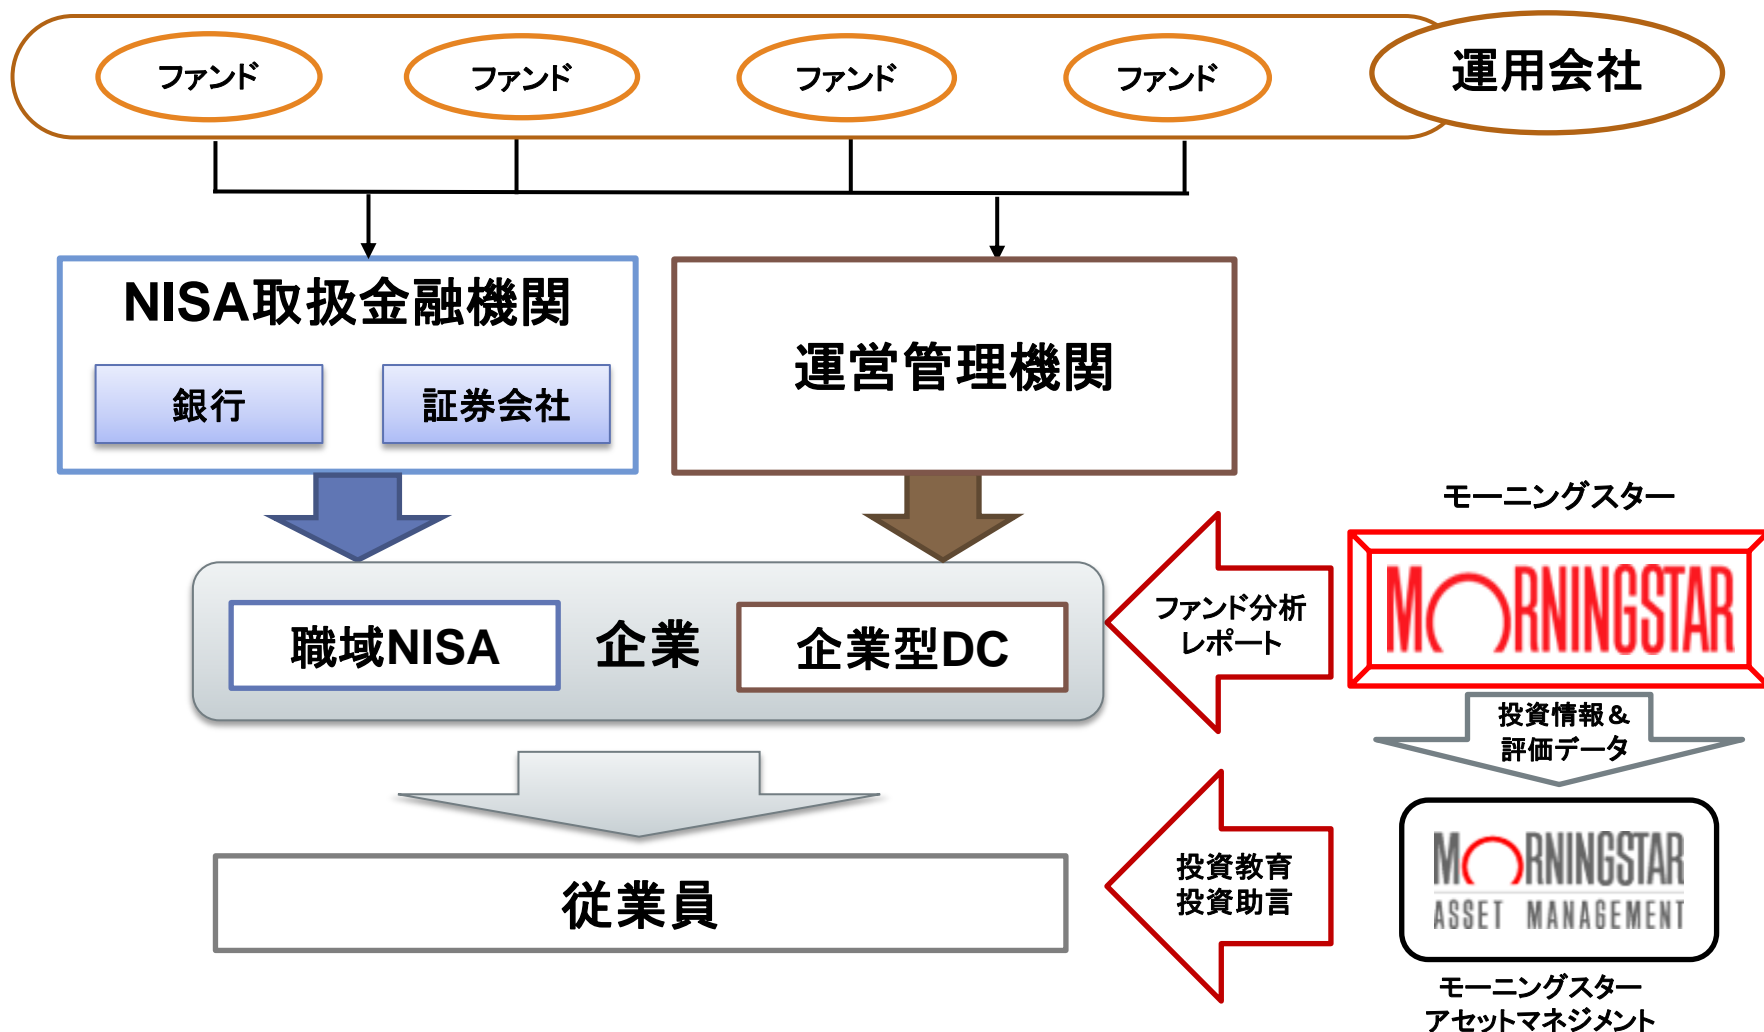 ファンド
ファンド
ファンド
ファンド
運用会社
NISA取扱金融機関
銀行
証券会社
運営管理機関
モーニングスター
MORNINGSTAR
職域NISA
企業
企業型DC
ファンド分析
レポート
投資情報＆
評価データ
従業員
投資教育
投資助言
MORNINGSTAR
ASSET MANAGEMENT
モーニングスター
アセットマネジメント